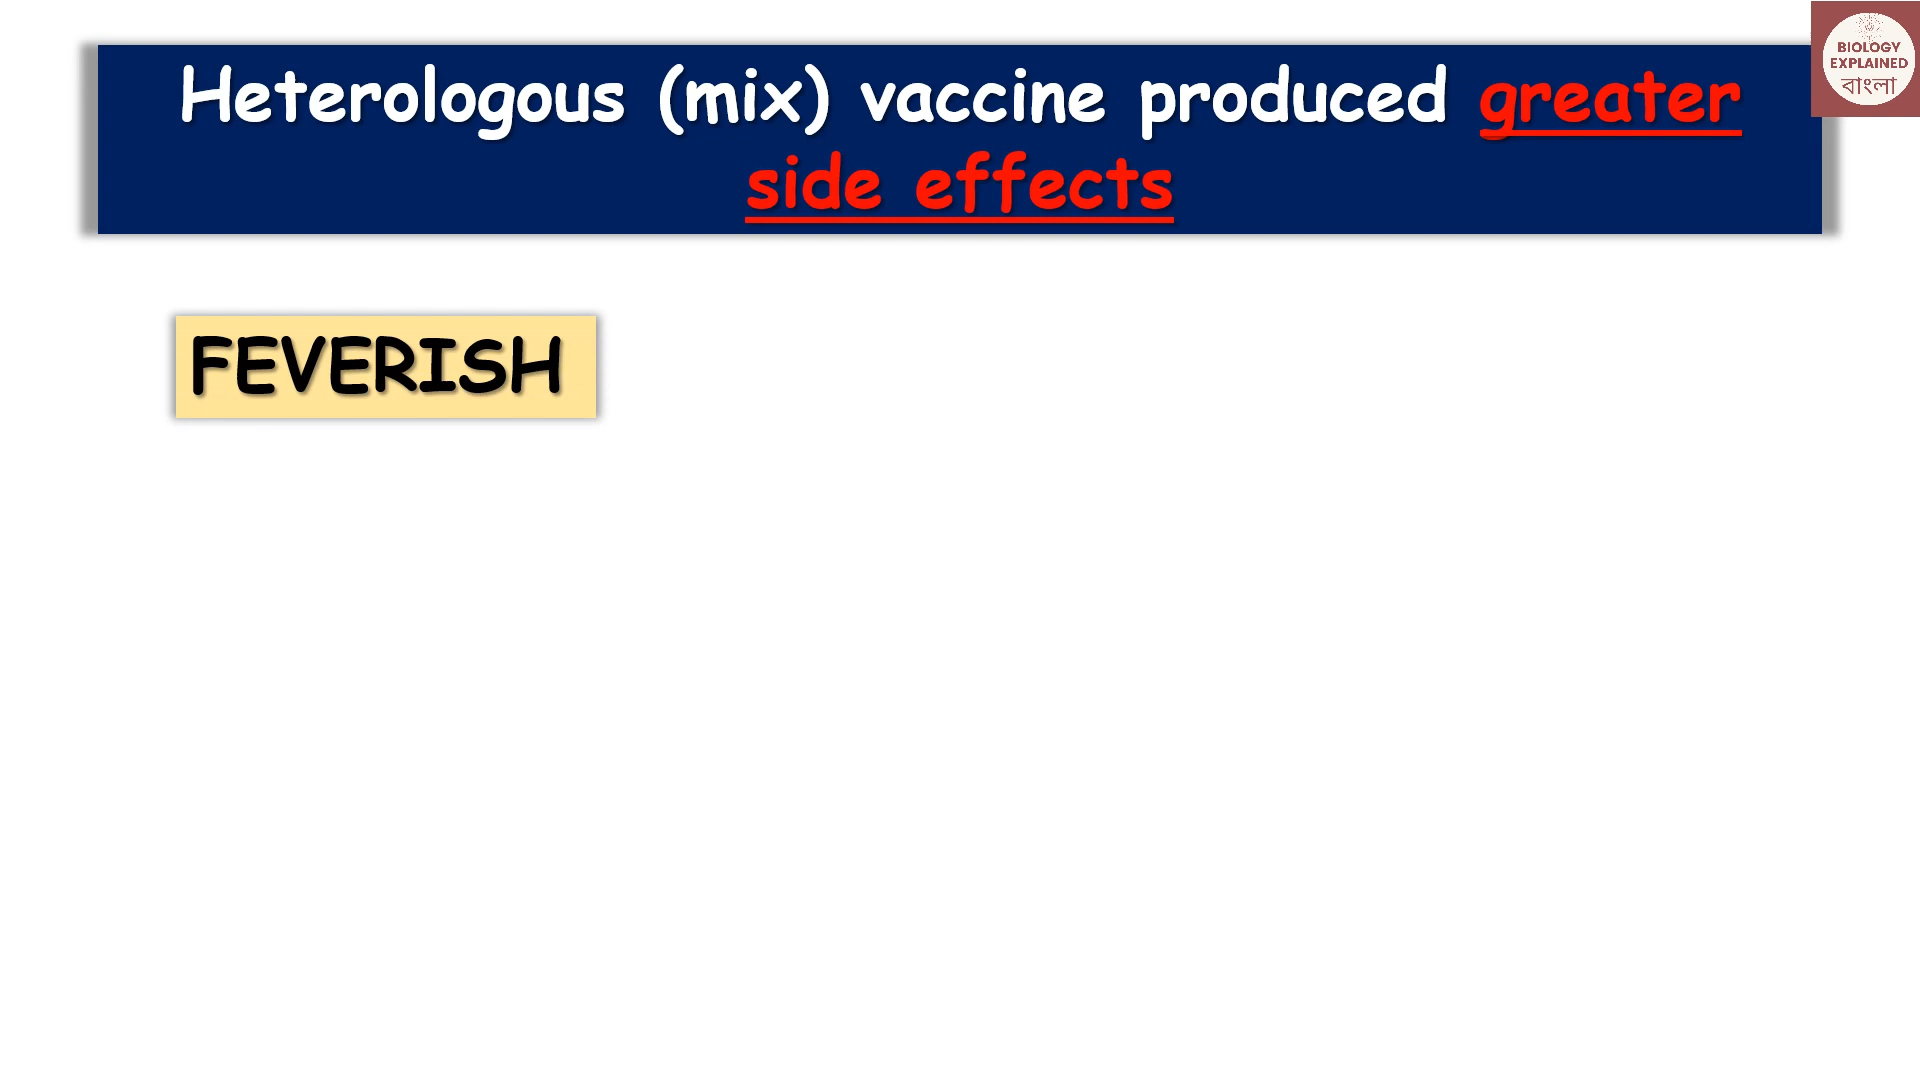 Heterologous (mix) vaccine produced greater
side effects
BIOLOGY
EXPLAINED
বাংলা
FEVERISH